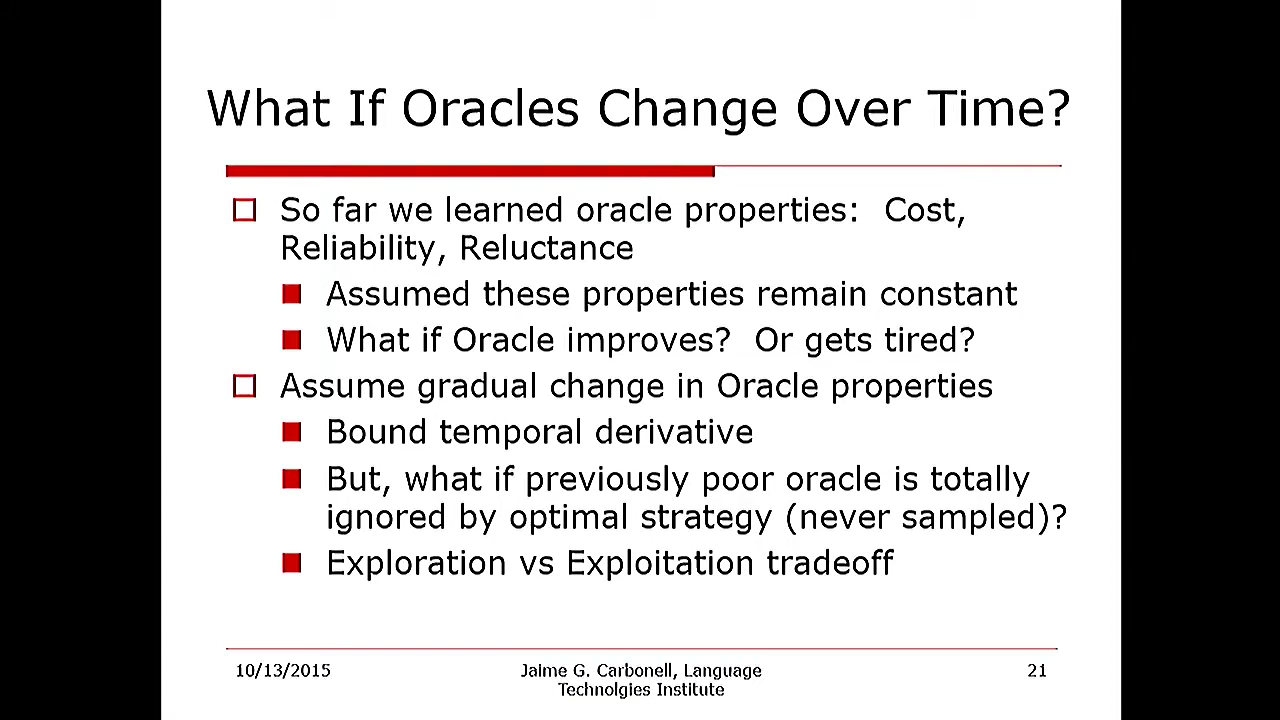 What If Oracles Change Over Time?
So far we learned oracle properties:  Cost,
Reliability, Reluctance
Assumed these properties remain constant
What if Oracle improves?  Or gets tired?
Assume gradual change in Oracle properties
Bound temporal derivative
But, what if previously poor oracle is totally
ignored by optimal strategy (never sampled)?
Exploration vs Exploitation tradeoff
10/13/2015
Jaime G. Carbonell, Language
Technolgies Institute
21